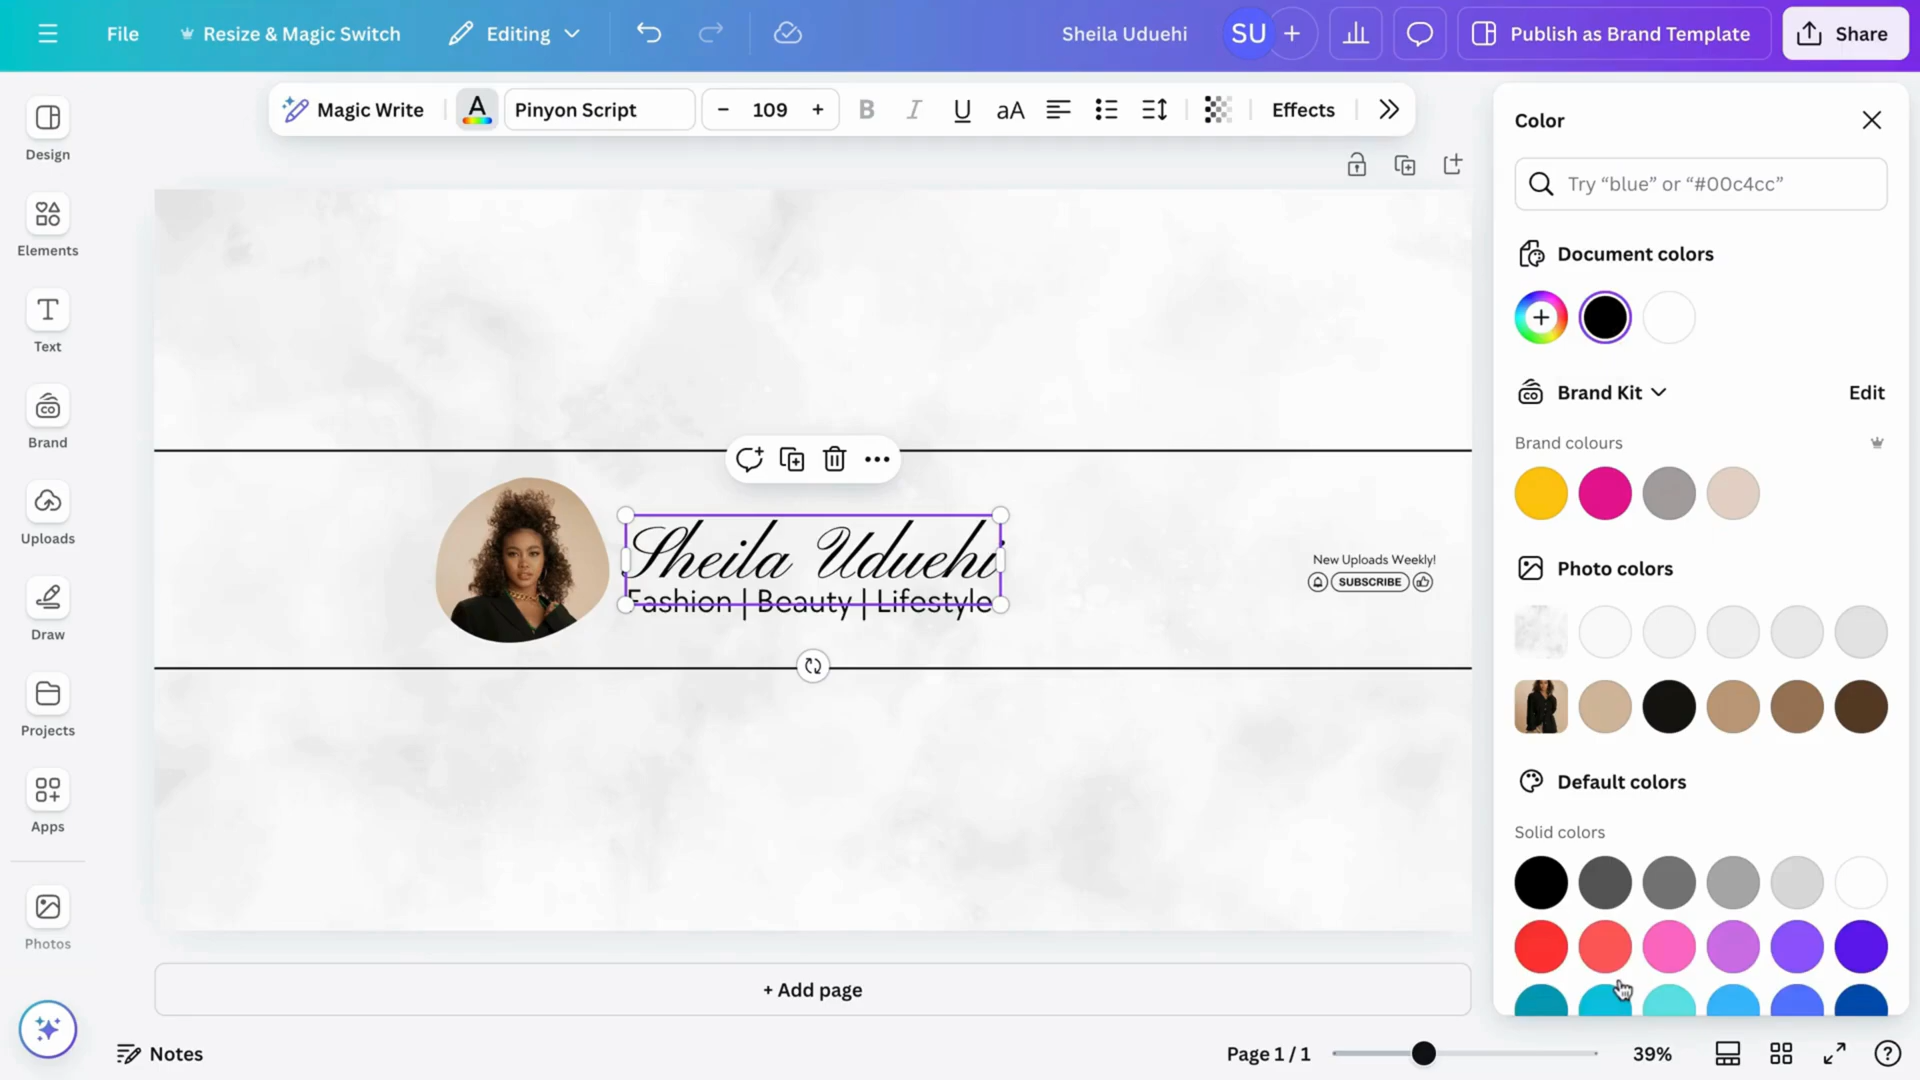 File
Resize & Magic Switch
Editing
Sheila Uduehi
SU
Publish as Brand Template
Share
Magic Write
A
Pinyon Script
– 109 +
B
I
U
aA
Effects
Design
Elements
Text
Brand
Uploads
Draw
Projects
Apps
Photos
Sheila Uduehi
Fashion | Beauty | Lifestyle
New Uploads Weekly!
SUBSCRIBE
+ Add page
Notes
Page 1 / 1
39%
Color
Try “blue” or “#00c4cc”
Document colors
Brand Kit
Edit
Brand colours
Photo colors
Default colors
Solid colors